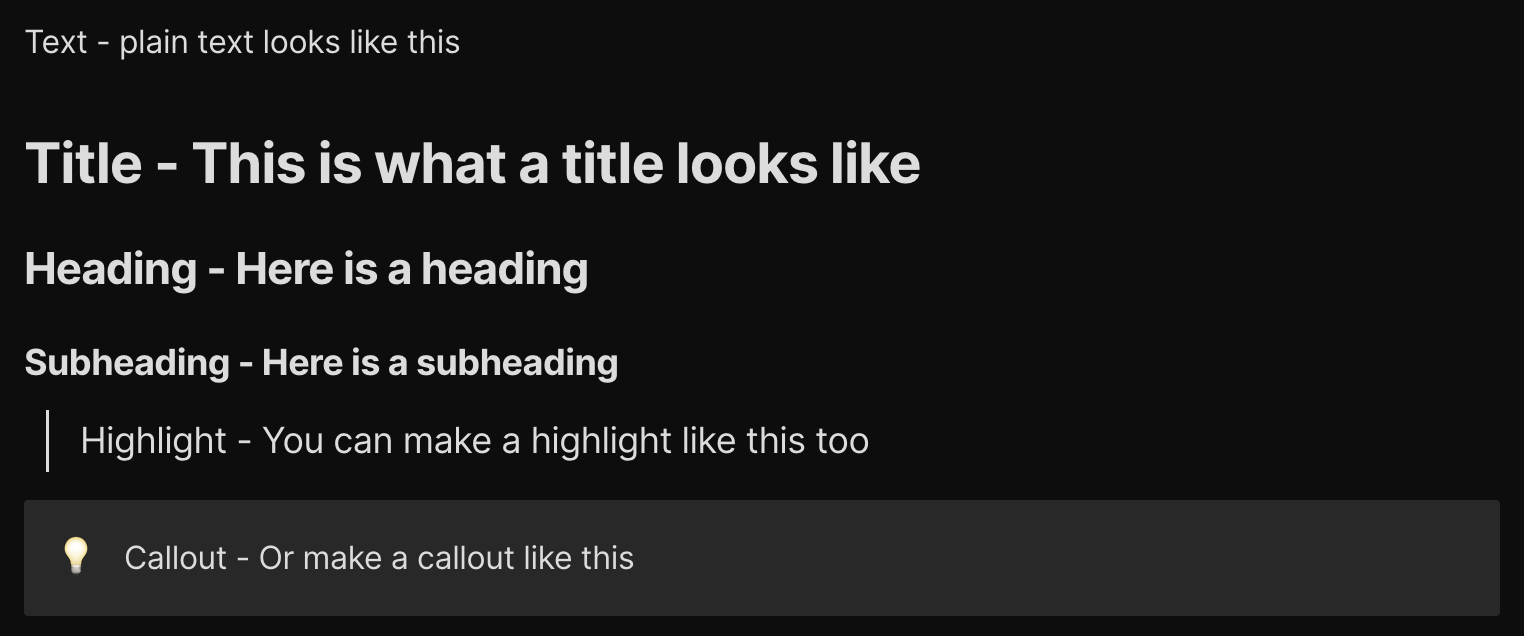 Text - plain text looks like this
Title - This is what a title looks like
Heading - Here is a heading
Subheading - Here is a subheading
Highlight - You can make a highlight like this too
Callout - Or make a callout like this